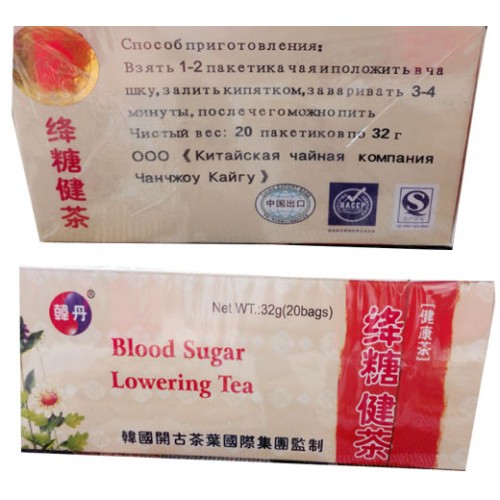 Способ приготовления:
Взять 1-2 пакетика чая и положить в ча
шку, залить кипятком, заваривать 3-4
минуты, после чего можно пить
Чистый вес: 20 пакетиков по 32 г
ООО《Китайская чайная компания
Чанчжоу Кайгу》
绛糖健茶
中国出口
HACCP
韓丹®
Net WT.:32g(20bags)
Blood Sugar
Lowering Tea
韓國開古茶葉國際集團監制
[健康茶]
绛糖健茶